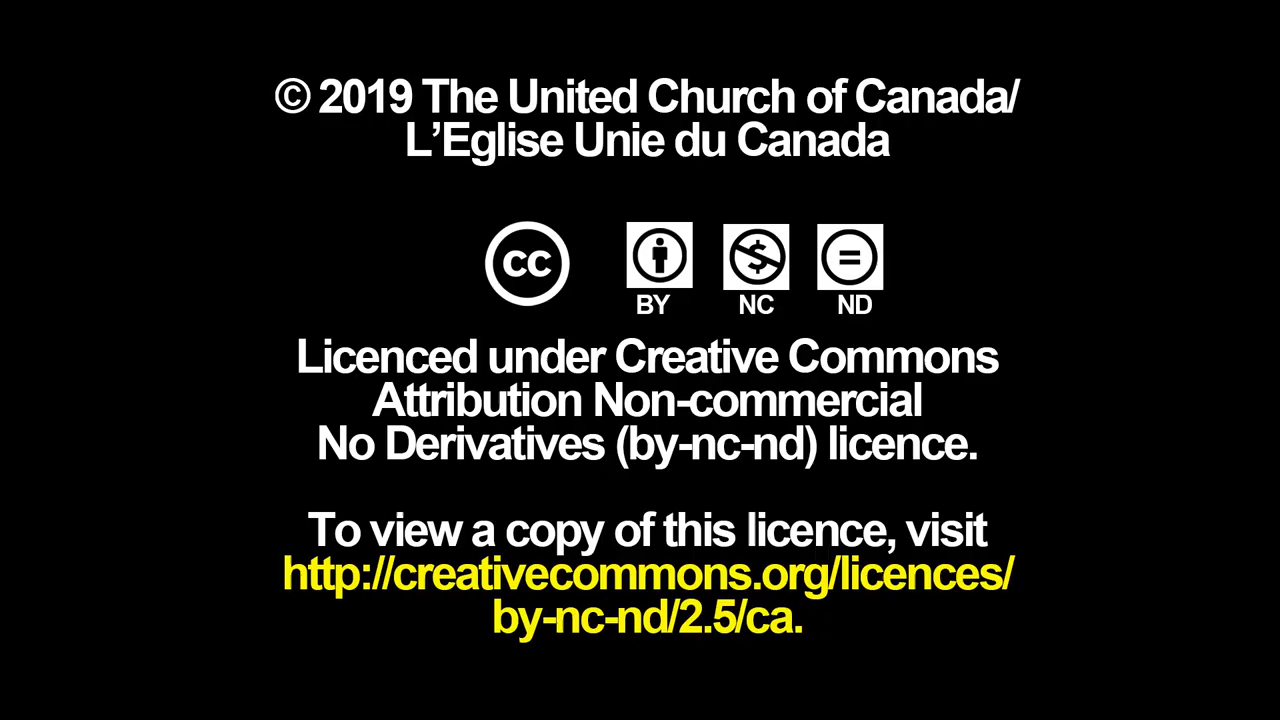 © 2019 The United Church of Canada/
L’Eglise Unie du Canada
cc
BY NC ND
Licenced under Creative Commons
Attribution Non-commercial
No Derivatives (by-nc-nd) licence.
To view a copy of this licence, visit
http://creativecommons.org/licences/
by-nc-nd/2.5/ca.